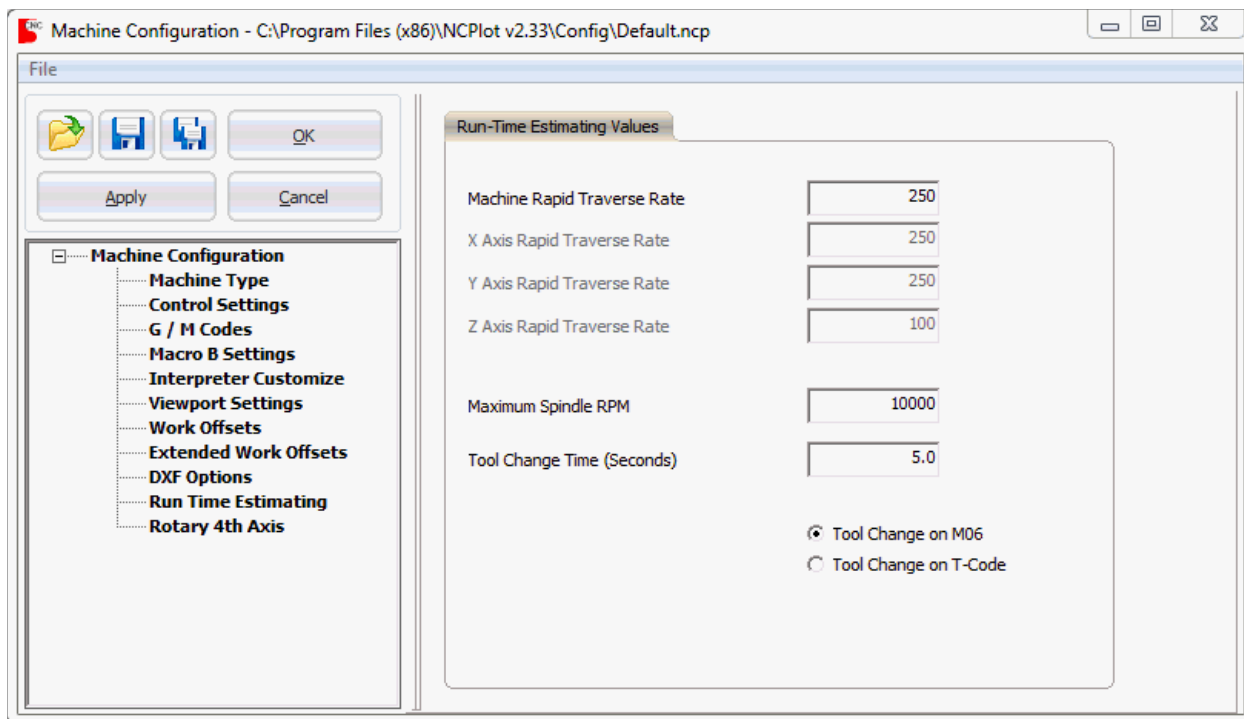 CNC
Machine Configuration - C:\Program Files (x86)\NCPlot v2.33\Config\Default.ncp
File
OK
Apply
Cancel
Machine Configuration
Machine Type
Control Settings
G / M Codes
Macro B Settings
Interpreter Customize
Viewport Settings
Work Offsets
Extended Work Offsets
DXF Options
Run Time Estimating
Rotary 4th Axis
Run-Time Estimating Values
Machine Rapid Traverse Rate 250
X Axis Rapid Traverse Rate 250
Y Axis Rapid Traverse Rate 250
Z Axis Rapid Traverse Rate 100
Maximum Spindle RPM 10000
Tool Change Time (Seconds) 5.0
Tool Change on M06
Tool Change on T-Code